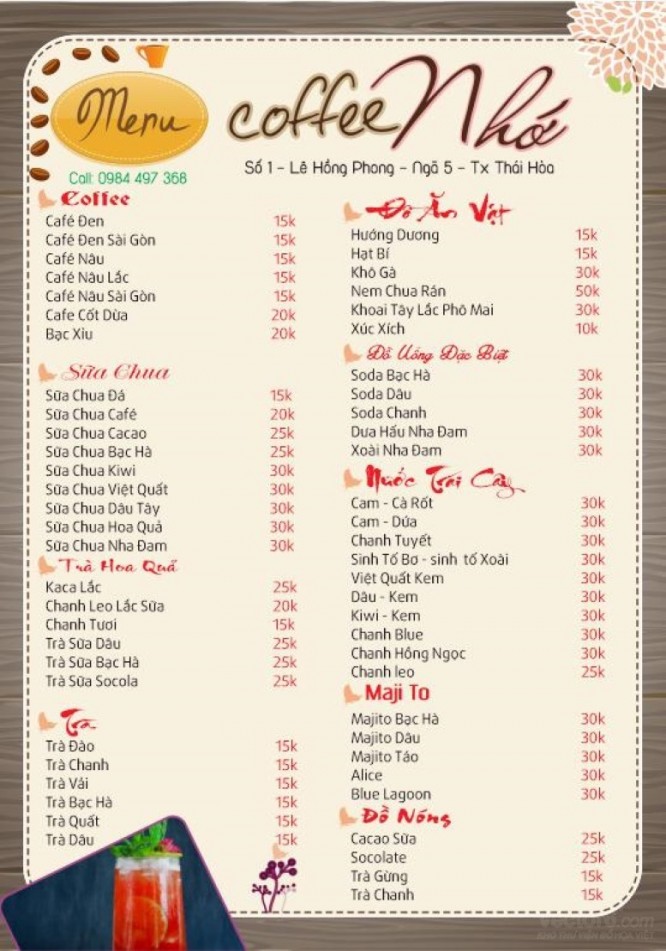 Menu
coffee Nhớ
Call: 0984 497 368
Số 1 - Lê Hồng Phong - Ngã 5 - Tx Thái Hòa
Coffee
Café Đen 15k
Café Đen Sài Gòn 15k
Café Nâu 15k
Café Nâu Lắc 15k
Café Nâu Sài Gòn 15k
Cafe Cốt Dừa 20k
Bạc Xỉu 20k
Sữa Chua
Sữa Chua Đá 15k
Sữa Chua Café 20k
Sữa Chua Cacao 25k
Sữa Chua Bạc Hà 25k
Sữa Chua Kiwi 30k
Sữa Chua Việt Quất 30k
Sữa Chua Dâu Tây 30k
Sữa Chua Hoa Quả 30k
Sữa Chua Nha Đam 30k
Trà Hoa Quả
Kaca Lắc 25k
Chanh Leo Lắc Sữa 20k
Chanh Tươi 15k
Trà Sữa Dâu 25k
Trà Sữa Bạc Hà 25k
Trà Sữa Socola 25k
Trà
Trà Đào 15k
Trà Chanh 15k
Trà Vải 15k
Trà Bạc Hà 15k
Trà Quất 15k
Trà Dâu 15k
Đồ Ăn Vặt
Hướng Dương 15k
Hạt Bí 15k
Khô Gà 30k
Nem Chua Rán 50k
Khoai Tây Lắc Phô Mai 30k
Xúc Xích 10k
Đồ Uống Đặc Biệt
Soda Bạc Hà 30k
Soda Dâu 30k
Soda Chanh 30k
Dưa Hấu Nha Đam 30k
Xoài Nha Đam 30k
Nước Trái Cây
Cam - Cà Rốt 30k
Cam - Dứa 30k
Chanh Tuyết 30k
Sinh Tố Bơ - sinh tố Xoài 30k
Việt Quất Kem 30k
Dâu - Kem 30k
Kiwi - Kem 30k
Chanh Blue 30k
Chanh Hồng Ngọc 30k
Chanh leo 25k
Maji To
Majito Bạc Hà 30k
Majito Dâu 30k
Majito Táo 30k
Alice 30k
Blue Lagoon 30k
Đồ Nóng
Cacao Sữa 25k
Socolate 25k
Trà Gừng 15k
Trà Chanh 15k